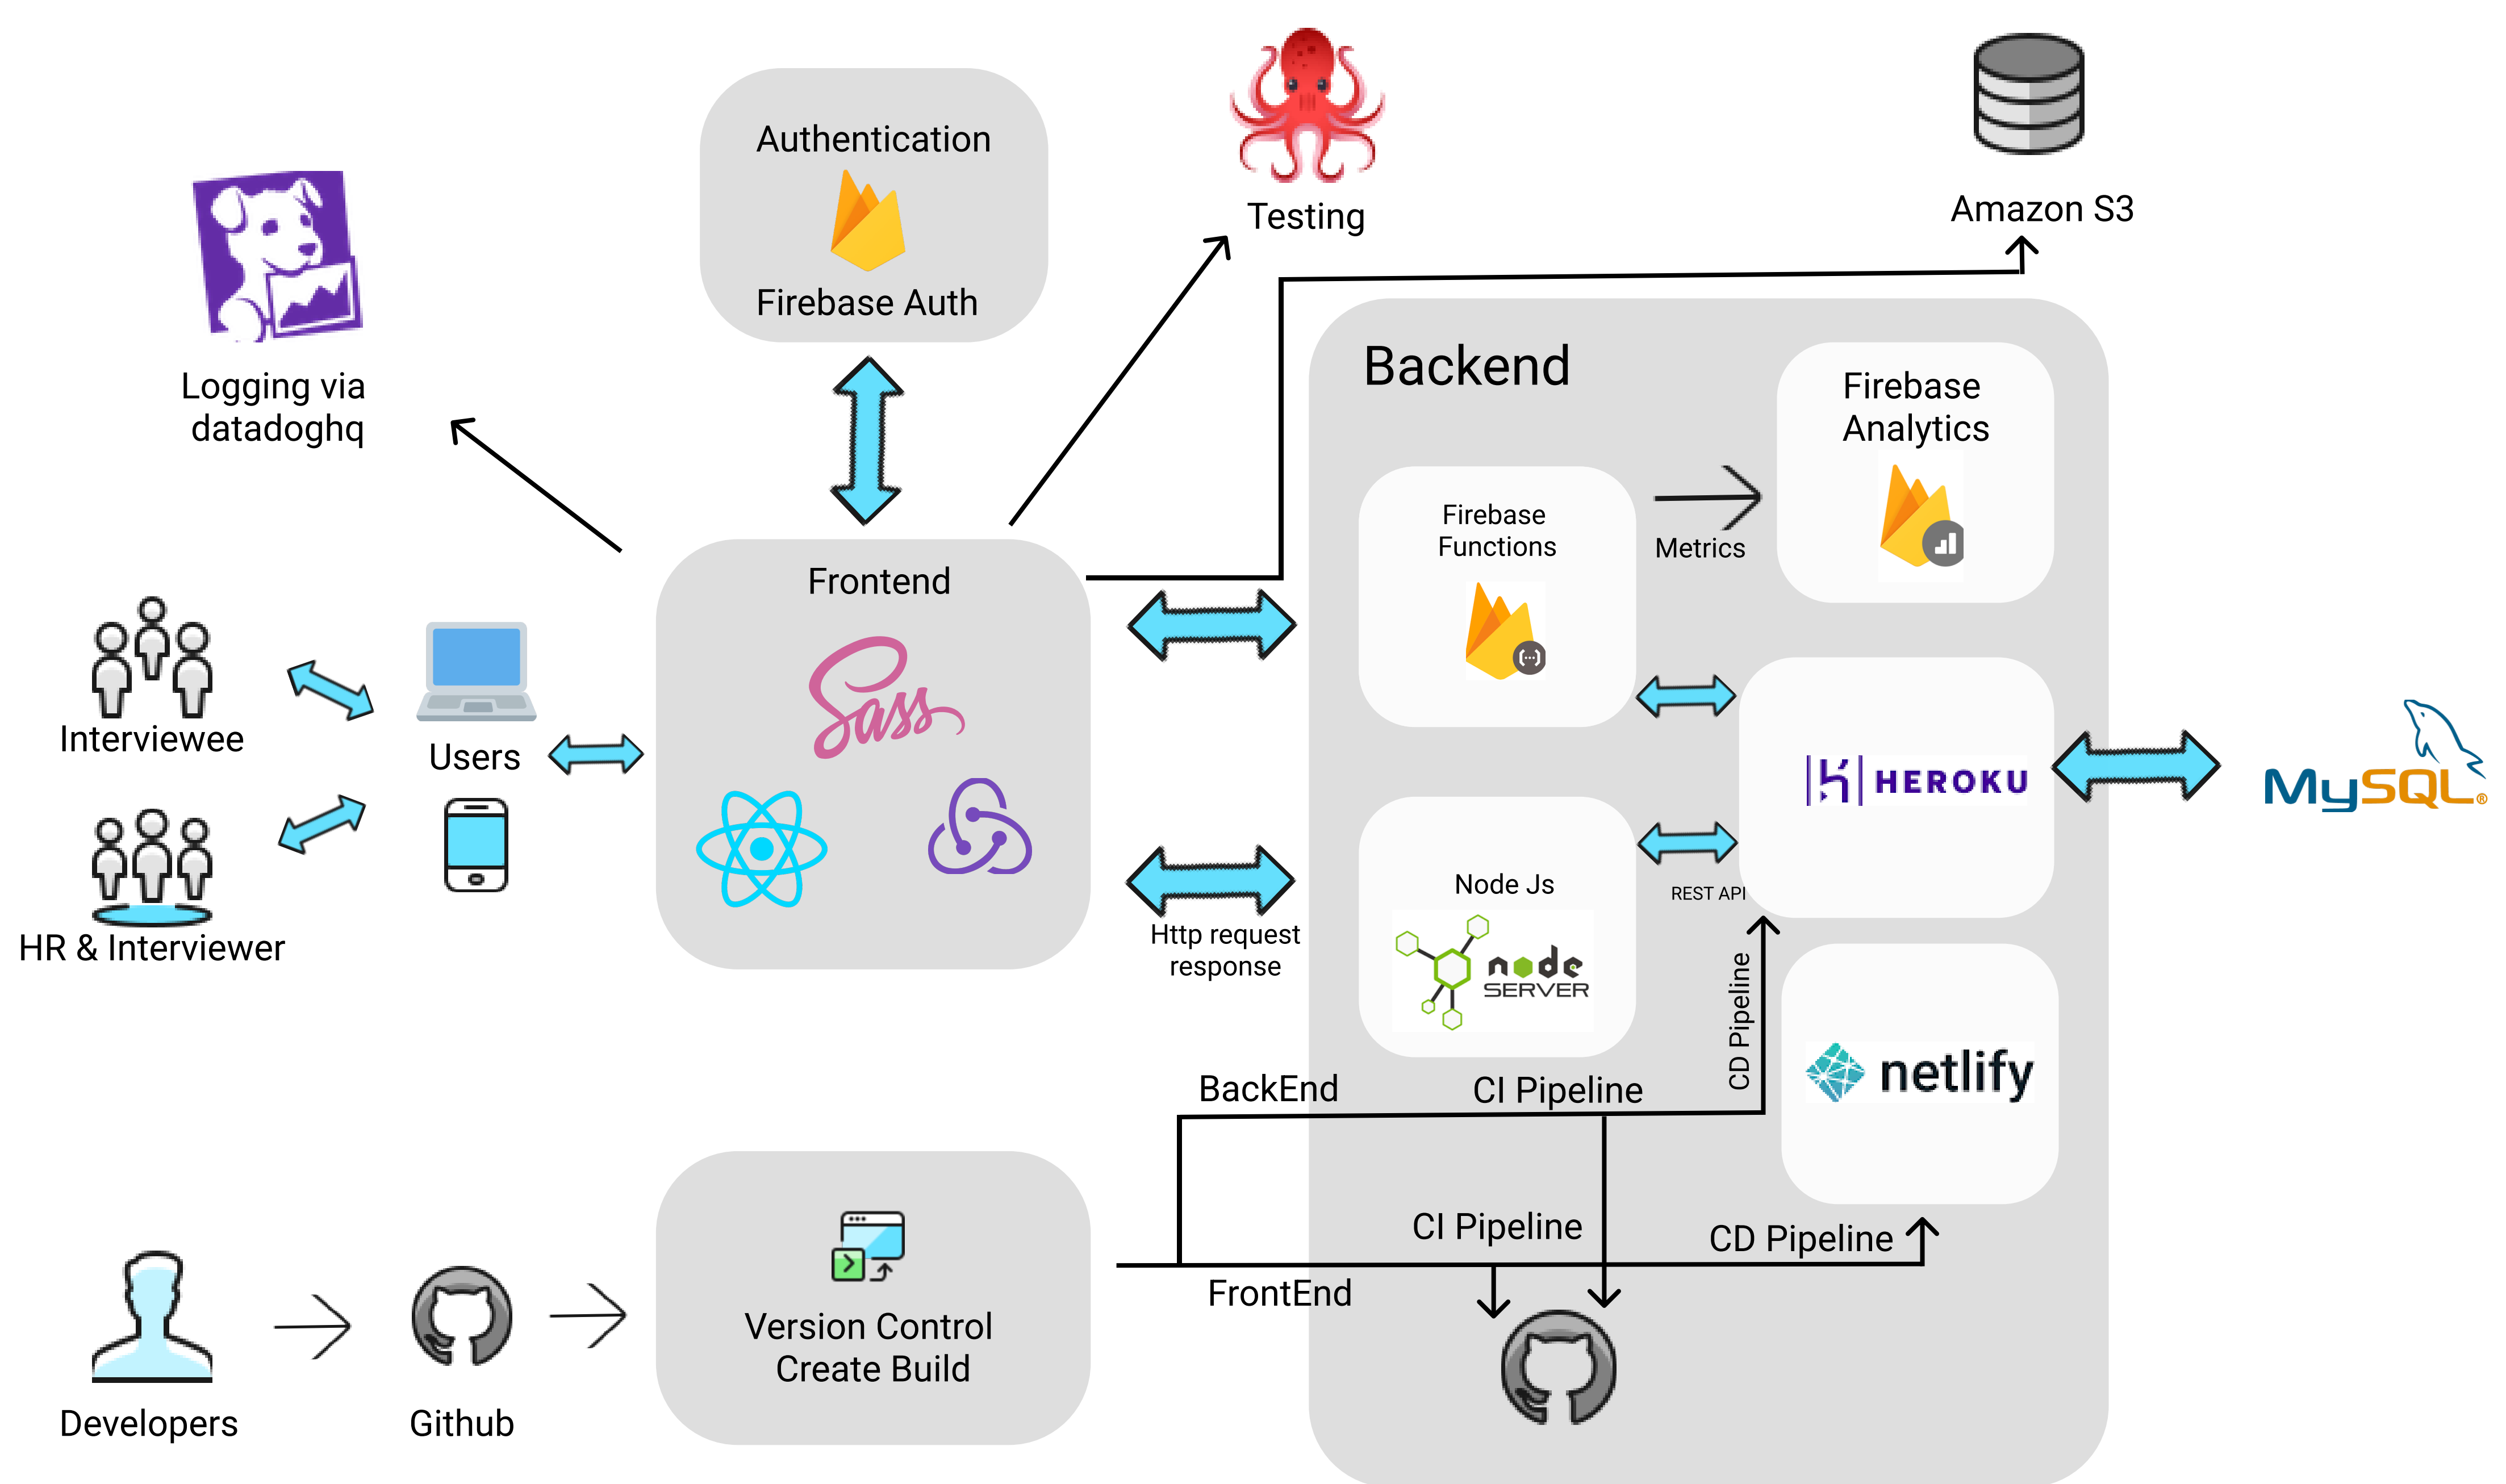 Authentication
Firebase Auth
Testing
Amazon S3
Logging via
datadoghq
Backend
Firebase
Analytics
Firebase
Functions
Metrics
Frontend
Sass
Interviewee
Users
HR & Interviewer
HEROKU
MySQL®
Http request
response
Node Js
node
SERVER
REST API
CD Pipeline
netlify
BackEnd
CI Pipeline
CI Pipeline
CD Pipeline
FrontEnd
Version Control
Create Build
Developers
Github